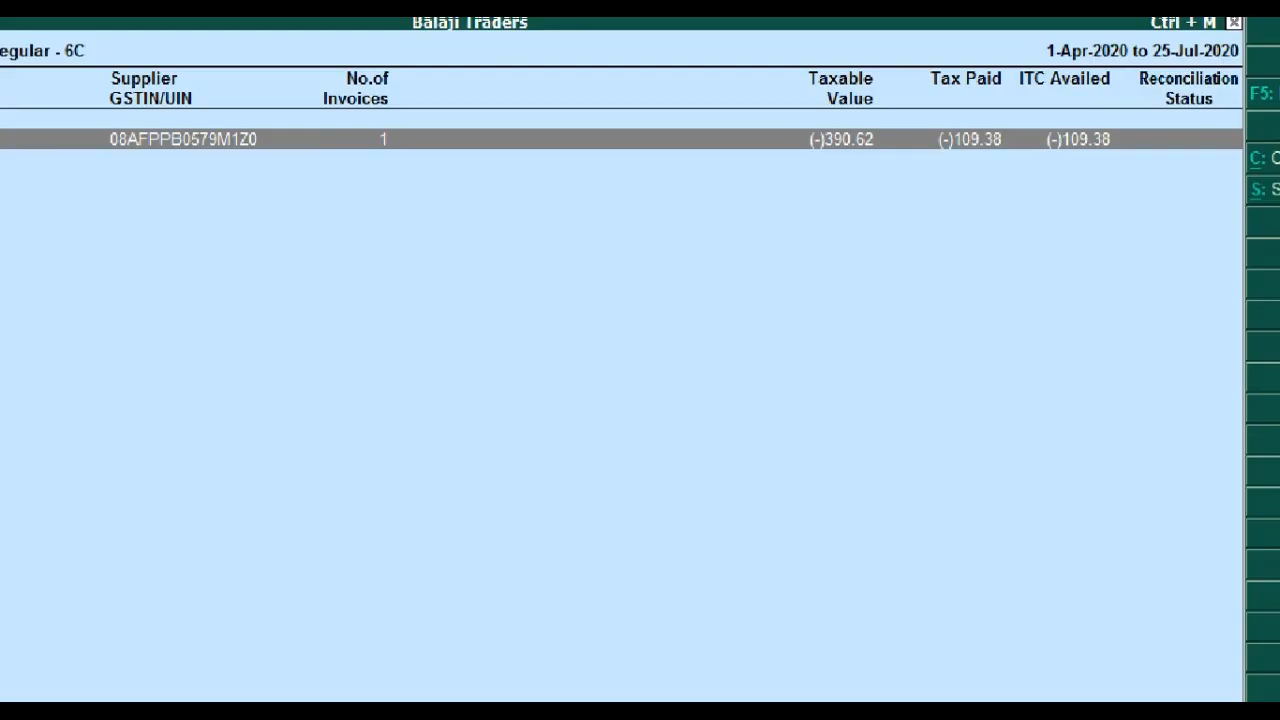 Balaji Traders Ctrl + M
egular - 6C 1-Apr-2020 to 25-Jul-2020
Supplier No.of Taxable Tax Paid ITC Availed Reconciliation
GSTIN/UIN Invoices Value Status
F5:
08AFPPB0579M1Z0 1 (-)390.62 (-)109.38 (-)109.38
C:
S: S